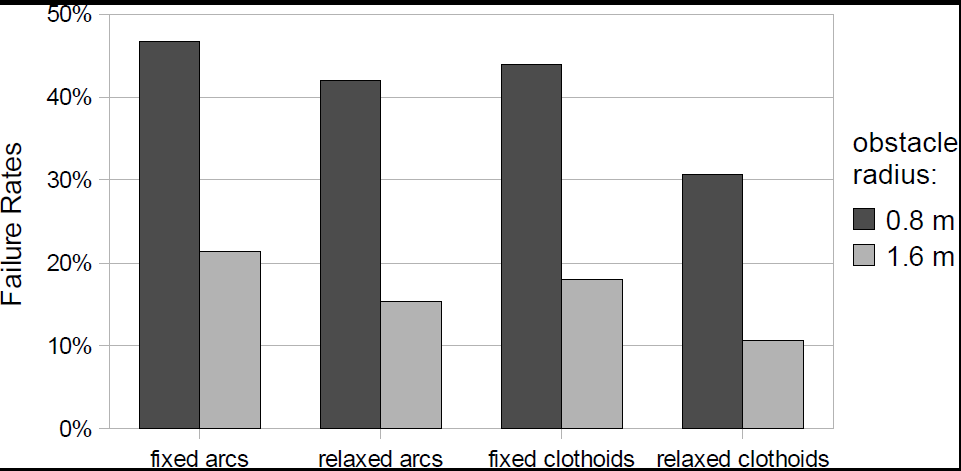 50%
40%
30%
20%
10%
0%
Failure Rates
fixed arcs
relaxed arcs
fixed clothoids
relaxed clothoids
obstacle
radius:
0.8 m
1.6 m